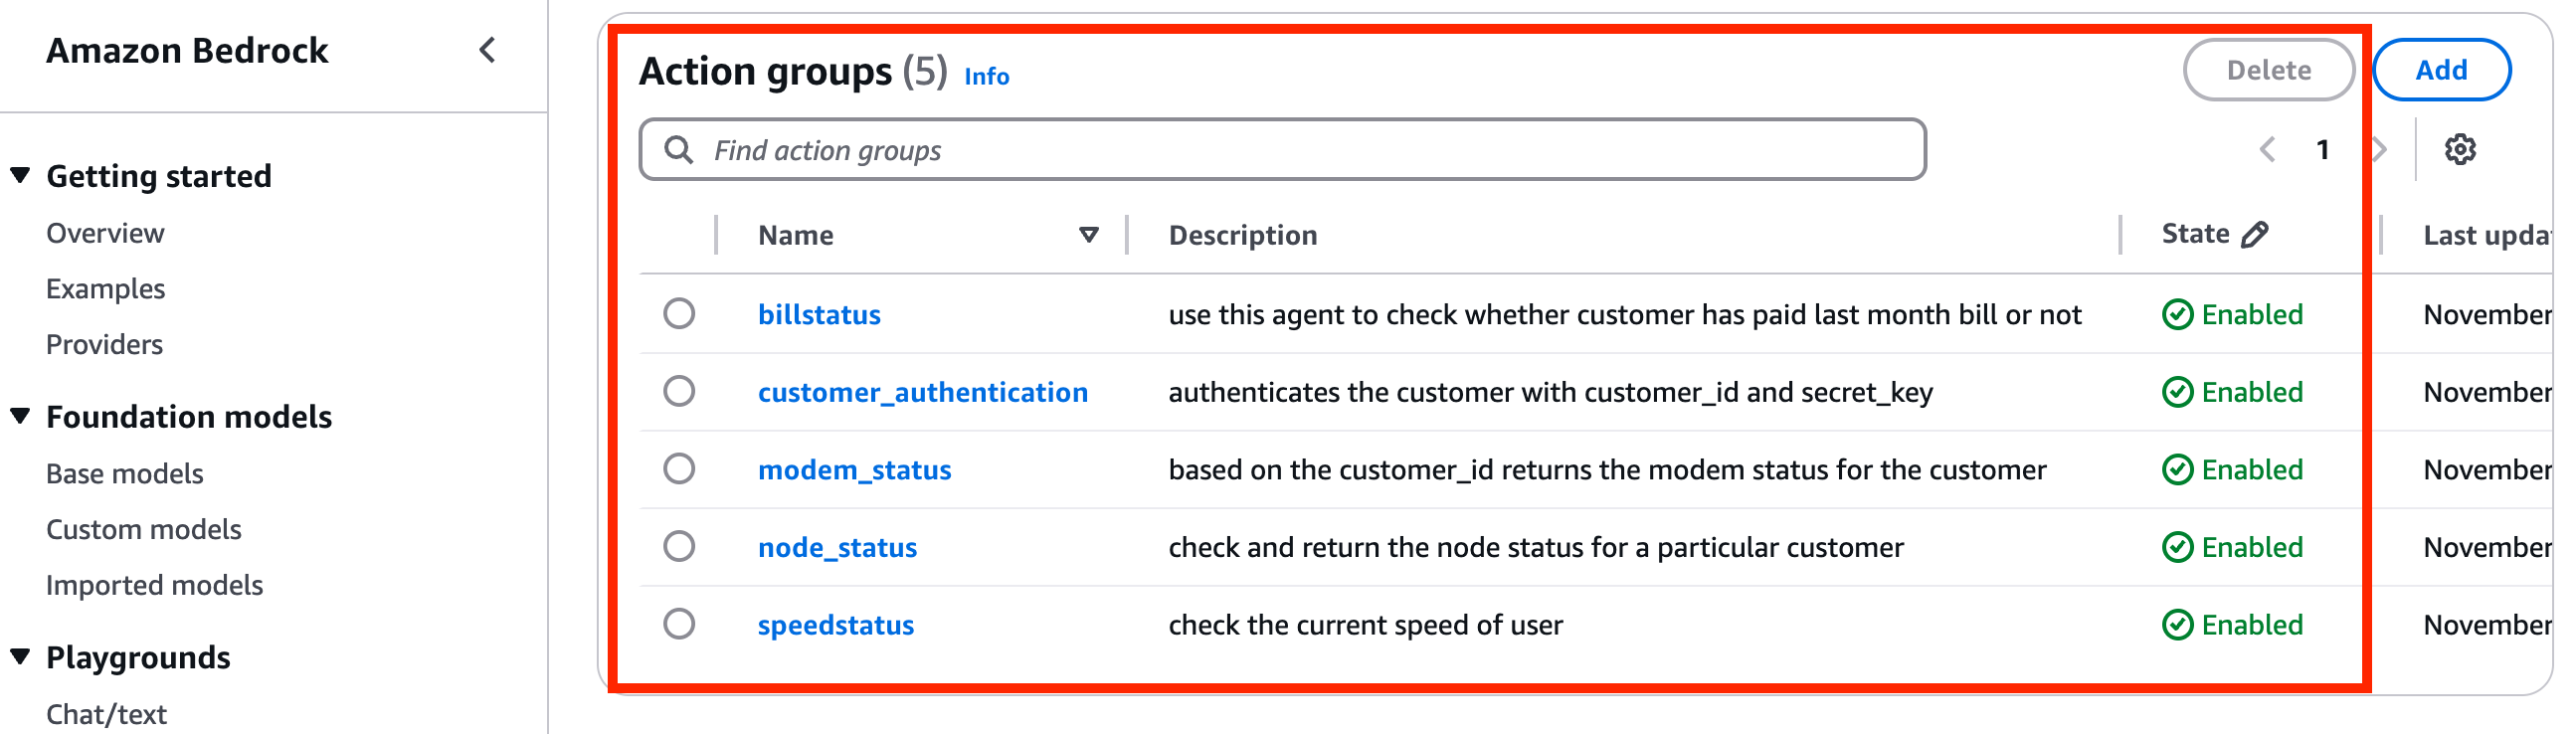 Amazon Bedrock
Getting started
Overview
Examples
Providers
Foundation models
Base models
Custom models
Imported models
Playgrounds
Chat/text
Action groups (5) Info
Delete
Add
Find action groups
1
Name Description State Last upda
billstatus use this agent to check whether customer has paid last month bill or not Enabled November
customer_authentication authenticates the customer with customer_id and secret_key Enabled November
modem_status based on the customer_id returns the modem status for the customer Enabled November
node_status check and return the node status for a particular customer Enabled November
speedstatus check the current speed of user Enabled November